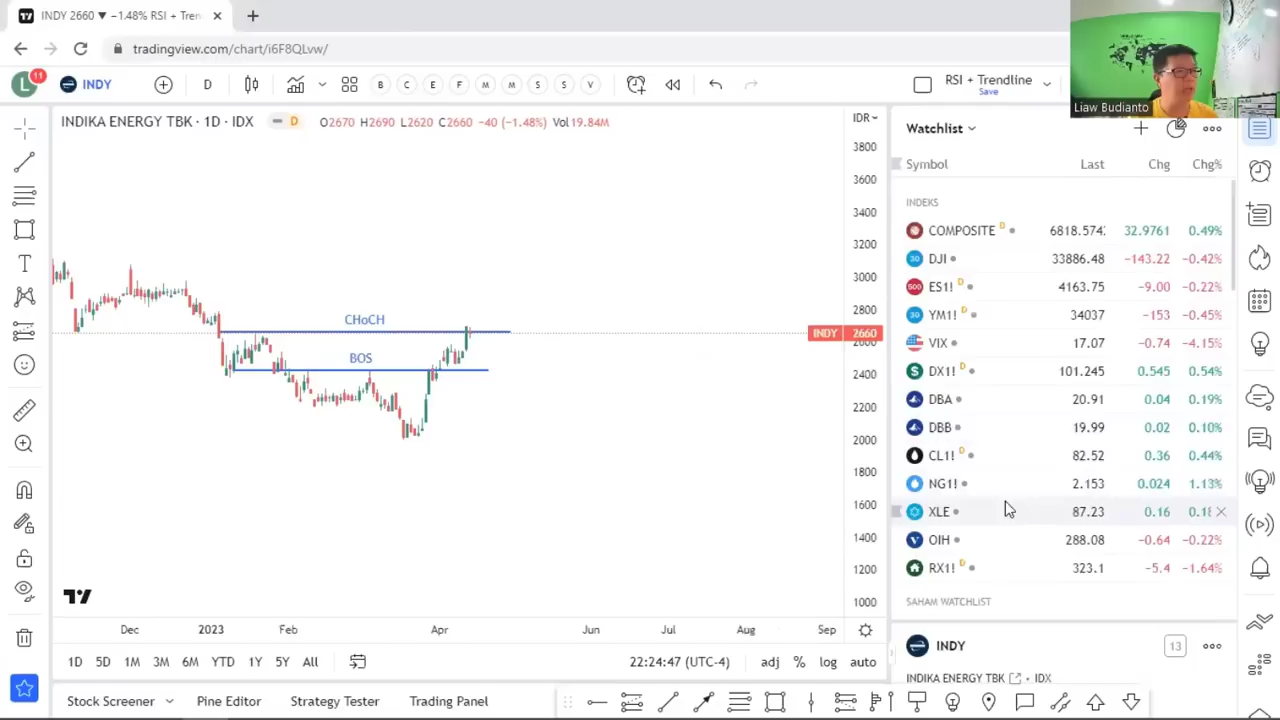 INDY 2660 ▼ −1.48% RSI + Tren
tradingview.com/chart/i6F8QLvw/
L 11 INDY D B C E F M M S S V RSI + Trendline
Save
Liaw Budianto
INDIKA ENERGY TBK · 1D · IDX D O2670 H2690 L2620 C2660 −40 (−1.48%) Vol19.84M
IDR
3800
3600
3400
3200
3000
2800
INDY 2660
2400
2200
2000
1800
1600
1400
1200
1000
CHoCH
BOS
Dec 2023 Feb Apr Jun Jul Aug Sep
1D 5D 1M 3M 6M YTD 1Y 5Y All 22:24:47 (UTC-4) adj % log auto
Stock Screener Pine Editor Strategy Tester Trading Panel
Watchlist
Symbol Last Chg Chg%
INDEKS
COMPOSITE D 6818.574 32.9761 0.49%
30 DJI 33886.48 −143.22 −0.42%
500 ES1! D 4163.75 −9.00 −0.22%
30 YM1! D 34037 −153 −0.45%
VIX 17.07 −0.74 −4.15%
DX1! D 101.245 0.545 0.54%
DBA 20.91 0.04 0.19%
DBB 19.99 0.02 0.10%
CL1! D 82.52 0.36 0.44%
NG1! 2.153 0.024 1.13%
XLE 87.23 0.16 0.18
OIH 288.08 −0.64 −0.22%
RX1! D 323.1 −5.4 −1.64%
SAHAM WATCHLIST
INDY 13
INDIKA ENERGY TBK · IDX